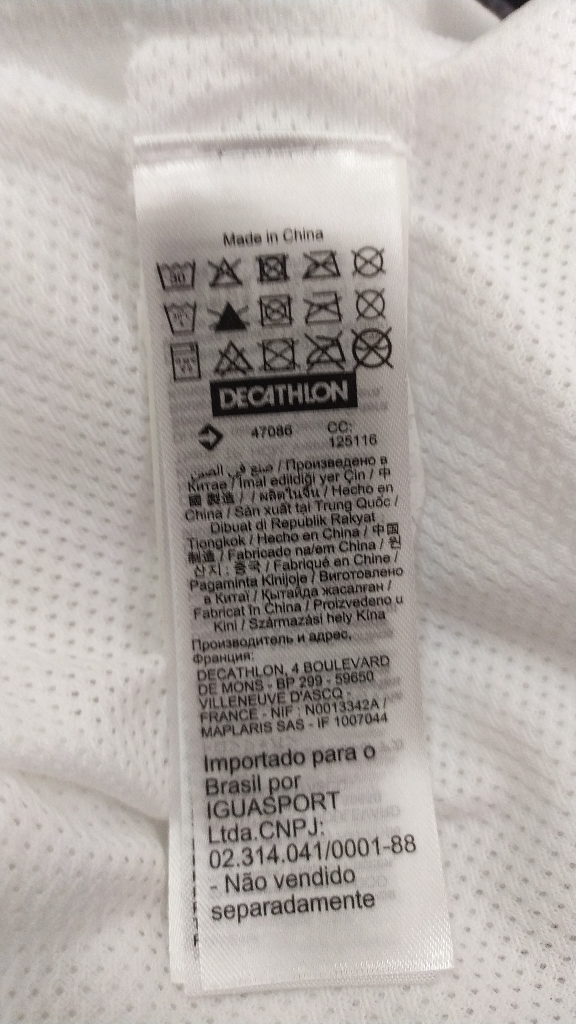 Made in China
30
DECATHLON
47086 CC:
125116
صنع في الصين / Произведено в
Китае / İmal edildiği yer Çin / 中
國製造 / / ผลิตในจีน / Hecho en
China / Sản xuất tại Trung Quốc /
Dibuat di Republik Rakyat
Tiongkok / Hecho en China / 中国
制造 / Fabricado na/em China / 원
산지 : 중국 / Fabriqué en Chine /
Pagaminta Kinijoje / Виготовлено
в Китаї / Қытайда жасалған /
Fabricat în China / Proizvedeno u
Kini / Származási hely Kína
Производитель и адрес,
Франция:
DECATHLON, 4 BOULEVARD
DE MONS - BP 299 - 59650
VILLENEUVE D'ASCQ -
FRANCE - NIF : N0013342A /
MAPLARIS SAS - IF 1007044
Importado para o
Brasil por
IGUASPORT
Ltda.CNPJ:
02.314.041/0001-88
- Não vendido
separadamente